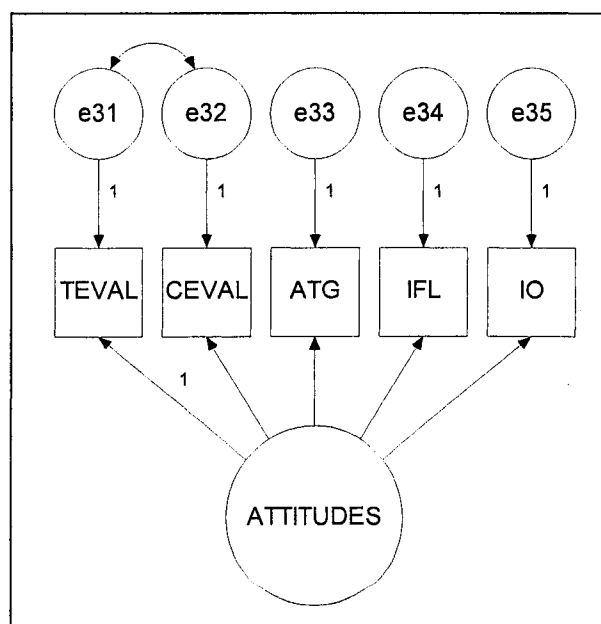 e31 e32 e33 e34 e35
1 1 1 1 1
TEVAL CEVAL ATG IFL IO
1
ATTITUDES